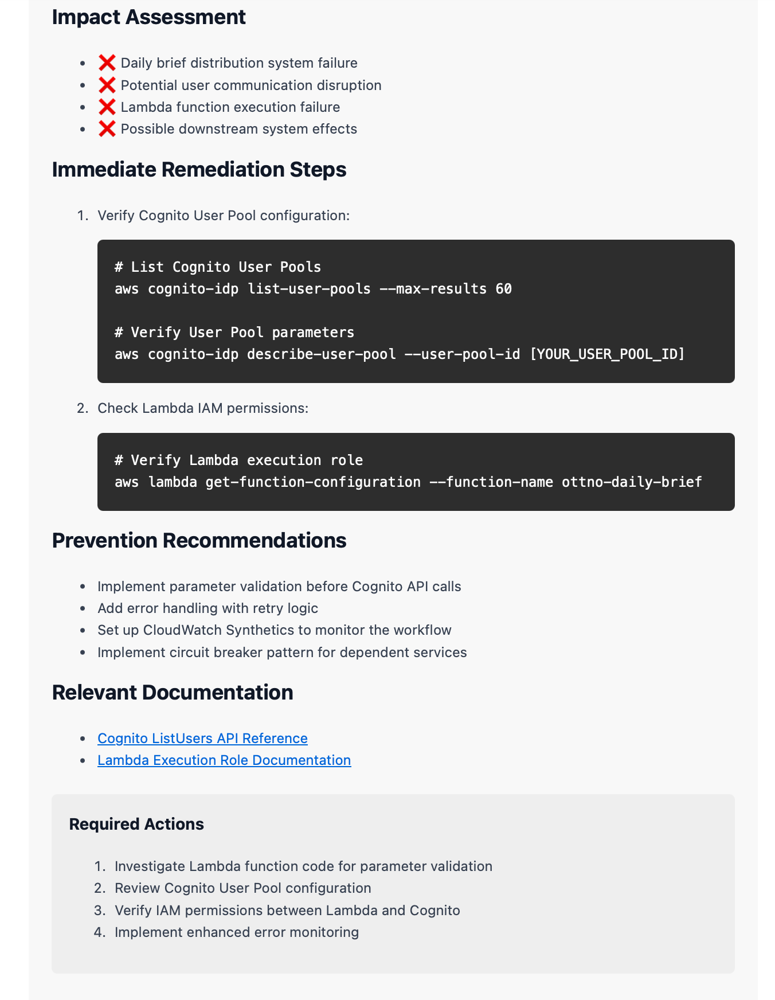 Impact Assessment
• ❌ Daily brief distribution system failure
• ❌ Potential user communication disruption
• ❌ Lambda function execution failure
• ❌ Possible downstream system effects
Immediate Remediation Steps
1. Verify Cognito User Pool configuration:
# List Cognito User Pools
aws cognito-idp list-user-pools --max-results 60
# Verify User Pool parameters
aws cognito-idp describe-user-pool --user-pool-id [YOUR_USER_POOL_ID]
2. Check Lambda IAM permissions:
# Verify Lambda execution role
aws lambda get-function-configuration --function-name ottno-daily-brief
Prevention Recommendations
• Implement parameter validation before Cognito API calls
• Add error handling with retry logic
• Set up CloudWatch Synthetics to monitor the workflow
• Implement circuit breaker pattern for dependent services
Relevant Documentation
• Cognito ListUsers API Reference
• Lambda Execution Role Documentation
Required Actions
1. Investigate Lambda function code for parameter validation
2. Review Cognito User Pool configuration
3. Verify IAM permissions between Lambda and Cognito
4. Implement enhanced error monitoring